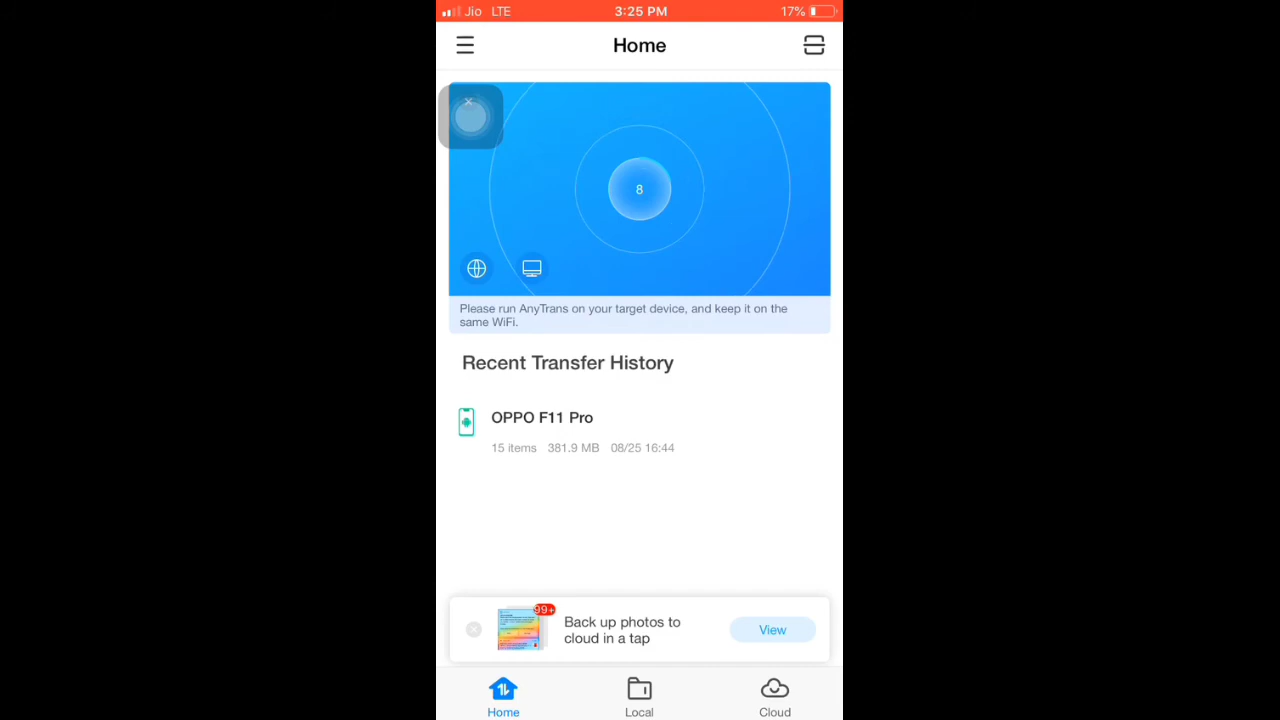 Jio LTE 3:25 PM 17%
Home
8
Please run AnyTrans on your target device, and keep it on the
same WiFi.
Recent Transfer History
OPPO F11 Pro
15 items 381.9 MB 08/25 16:44
99+
Back up photos to
cloud in a tap
View
Home Local Cloud